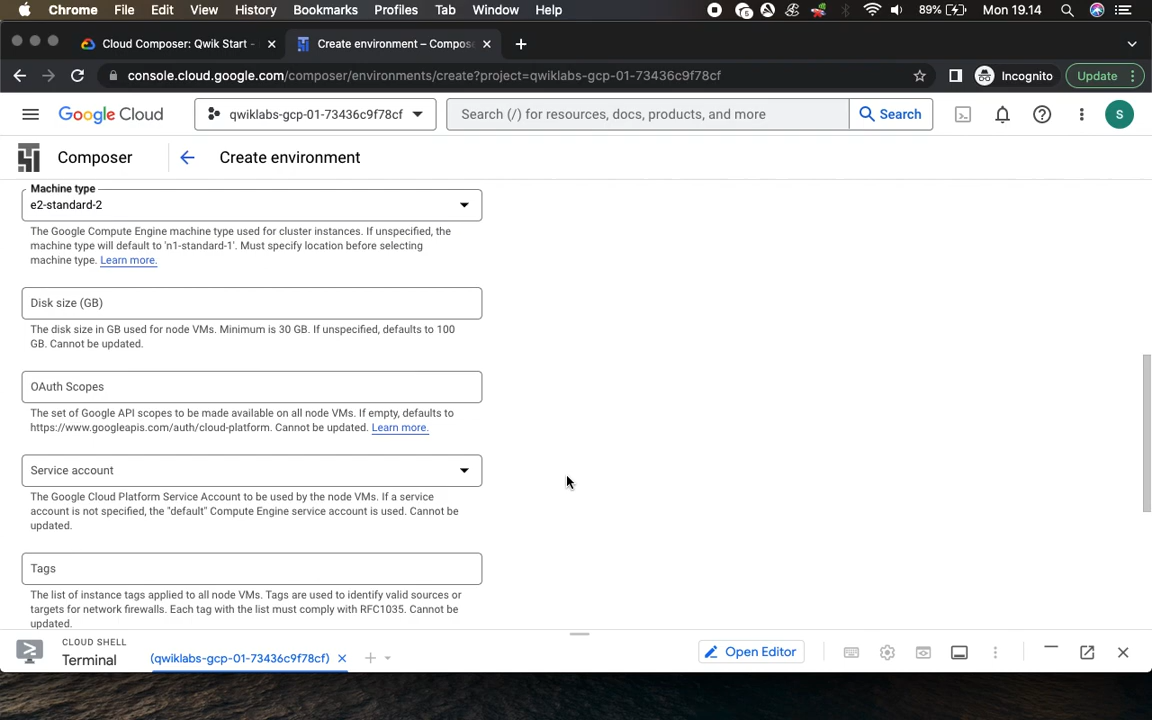 Chrome File Edit View History Bookmarks Profiles Tab Window Help 5 89% Mon 19.14
Cloud Composer: Qwik Start - Create environment – Compos
console.cloud.google.com/composer/environments/create?project=qwiklabs-gcp-01-73436c9f78cf Incognito Update
Google Cloud qwiklabs-gcp-01-73436c9f78cf Search (/) for resources, docs, products, and more Search S
Composer Create environment
Machine type
e2-standard-2
The Google Compute Engine machine type used for cluster instances. If unspecified, the
machine type will default to 'n1-standard-1'. Must specify location before selecting
machine type. Learn more.
Disk size (GB)
The disk size in GB used for node VMs. Minimum is 30 GB. If unspecified, defaults to 100
GB. Cannot be updated.
OAuth Scopes
The set of Google API scopes to be made available on all node VMs. If empty, defaults to
https://www.googleapis.com/auth/cloud-platform. Cannot be updated. Learn more.
Service account
The Google Cloud Platform Service Account to be used by the node VMs. If a service
account is not specified, the "default" Compute Engine service account is used. Cannot be
updated.
Tags
The list of instance tags applied to all node VMs. Tags are used to identify valid sources or
targets for network firewalls. Each tag with the list must comply with RFC1035. Cannot be
updated.
CLOUD SHELL
Terminal (qwiklabs-gcp-01-73436c9f78cf) Open Editor